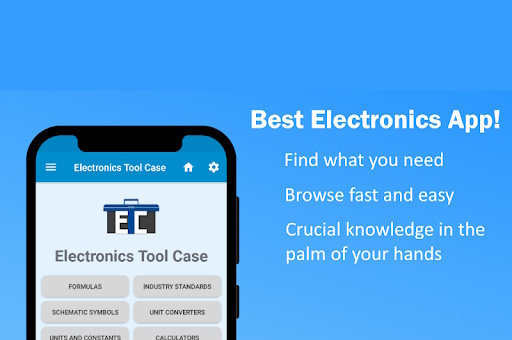 Best Electronics App!
Find what you need
Browse fast and easy
Crucial knowledge in the
palm of your hands
Electronics Tool Case
ETC
Electronics Tool Case
FORMULAS
INDUSTRY STANDARDS
SCHEMATIC SYMBOLS
UNIT CONVERTERS
UNITS AND CONSTANTS
CALCULATORS